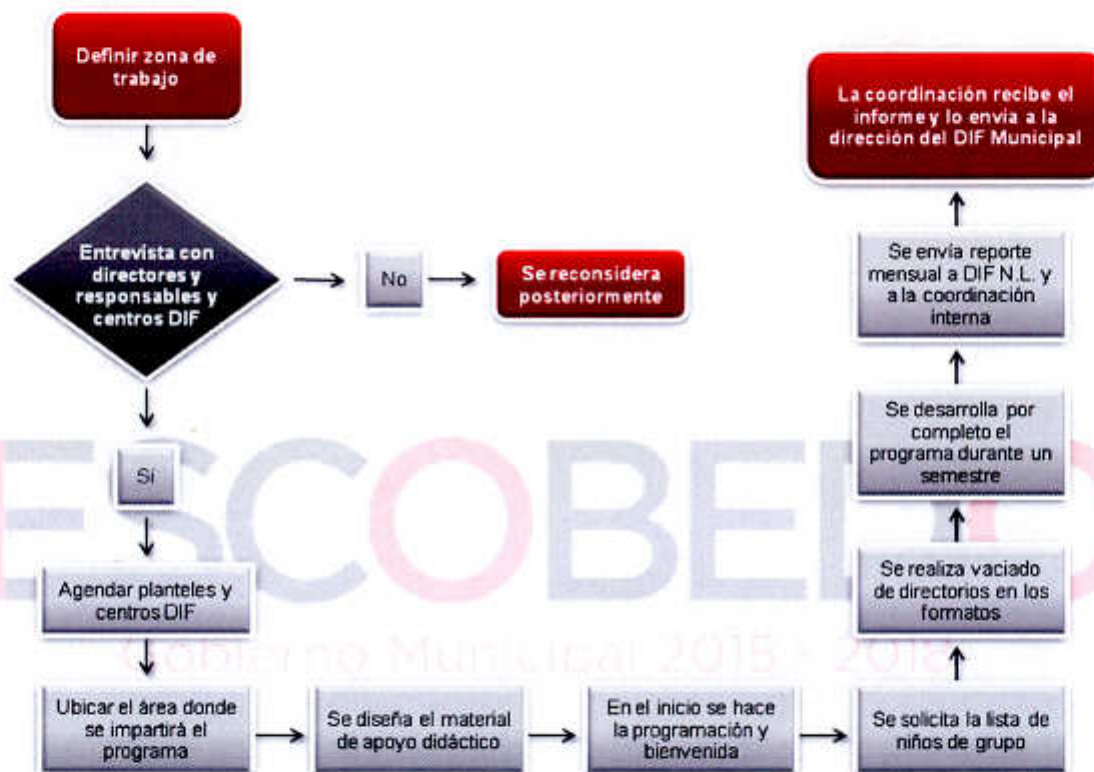 Definir zona de
trabajo
Entrevista con
directores y
responsables y
centros DIF
No
Se reconsidera
posteriormente
Sí
Agendar planteles y
centros DIF
Ubicar el área donde
se impartirá el
programa
Se diseña el material
de apoyo didáctico
En el inicio se hace
la programación y
bienvenida
Se solicita la lista de
niños de grupo
Se realiza vaciado
de directorios en los
formatos
Se desarrolla por
completo el
programa durante un
semestre
Se envía reporte
mensual a DIF N.L. y
a la coordinación
interna
La coordinación recibe el
informe y lo envia a la
dirección del DIF Municipal
ESCOBEDO
Gobierno Municipal 2015 - 2018